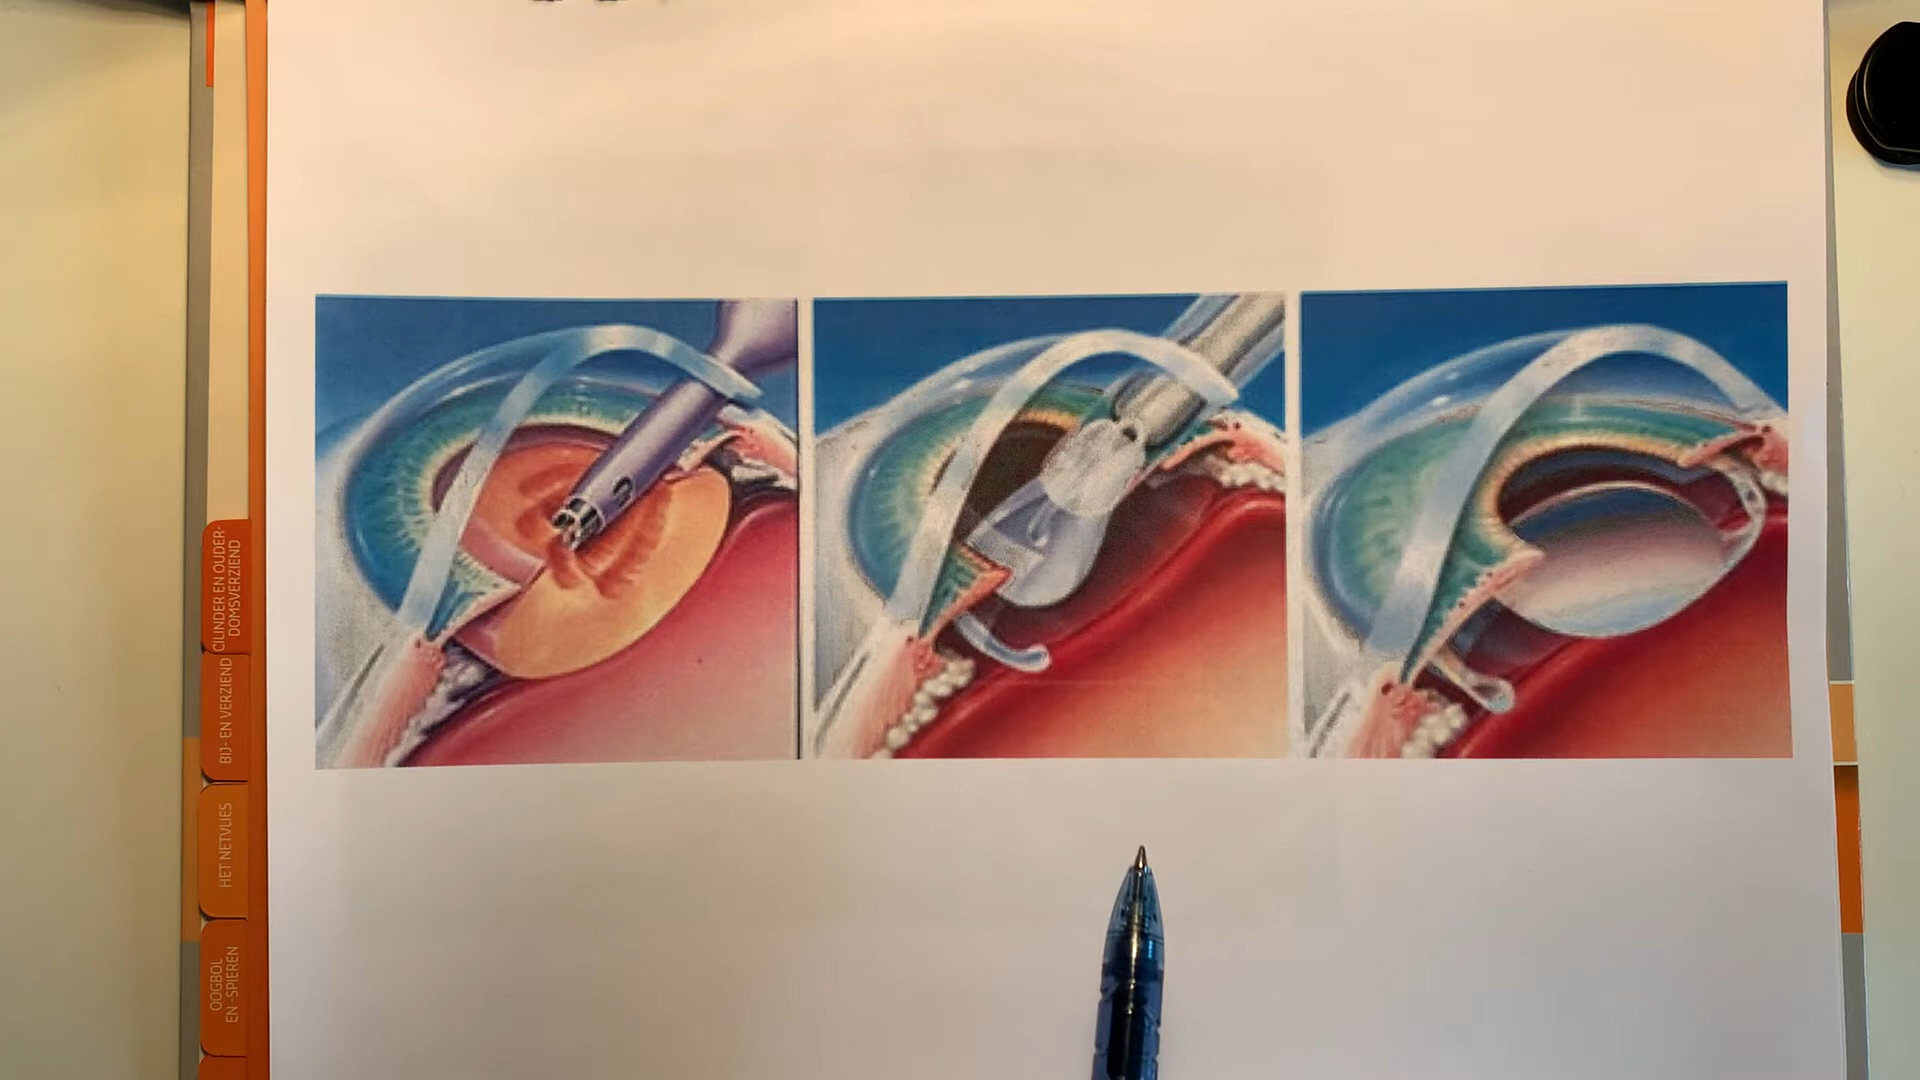 CILINDER EN OUDER-
DOMSVERZIEND
BIJ- EN VERZIEND
HET NETVLIES
OOGBOL
EN -SPIEREN